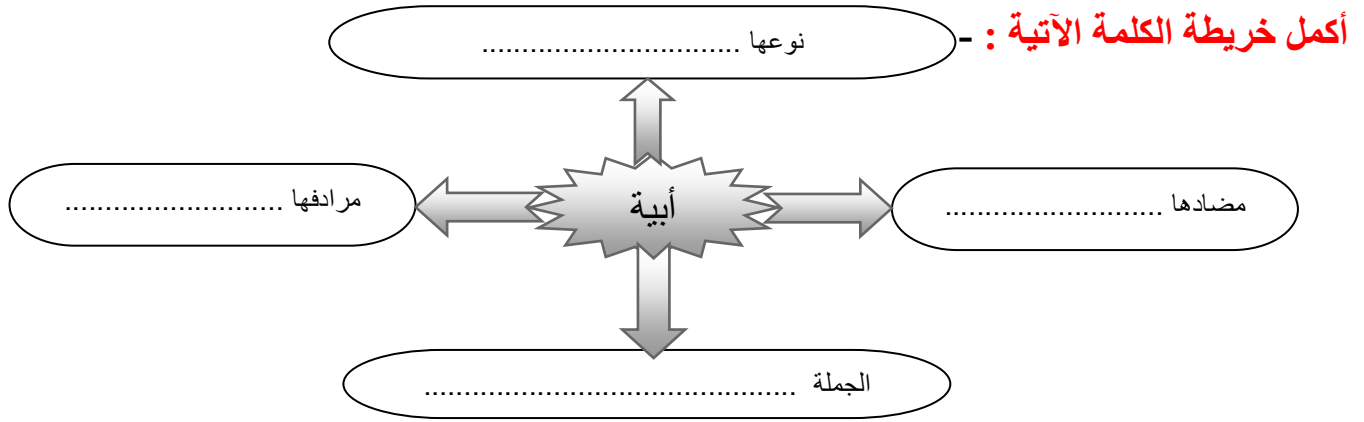 أكمل خريطة الكلمة الآتية : -
نوعها ................................
أبية
مضادها ...........................
مرادفها ...........................
الجملة ..............................................